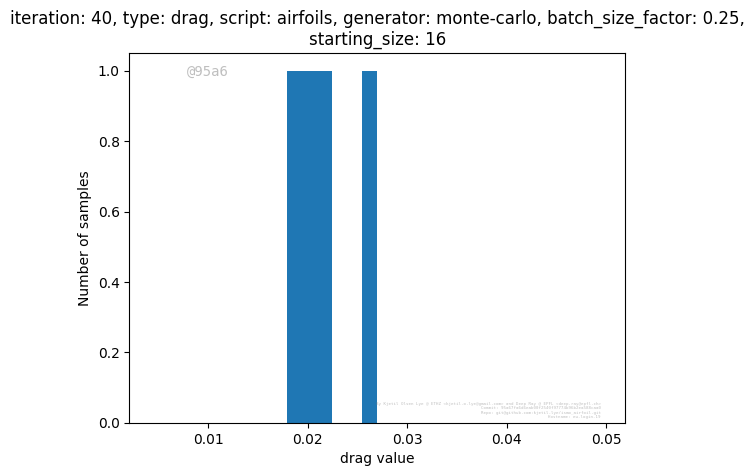 iteration: 40, type: drag, script: airfoils, generator: monte-carlo, batch_size_factor: 0.25,
starting_size: 16
@95a6
1.0
0.8
0.6
0.4
0.2
0.0
Number of samples
0.01
0.02
0.03
0.04
0.05
drag value